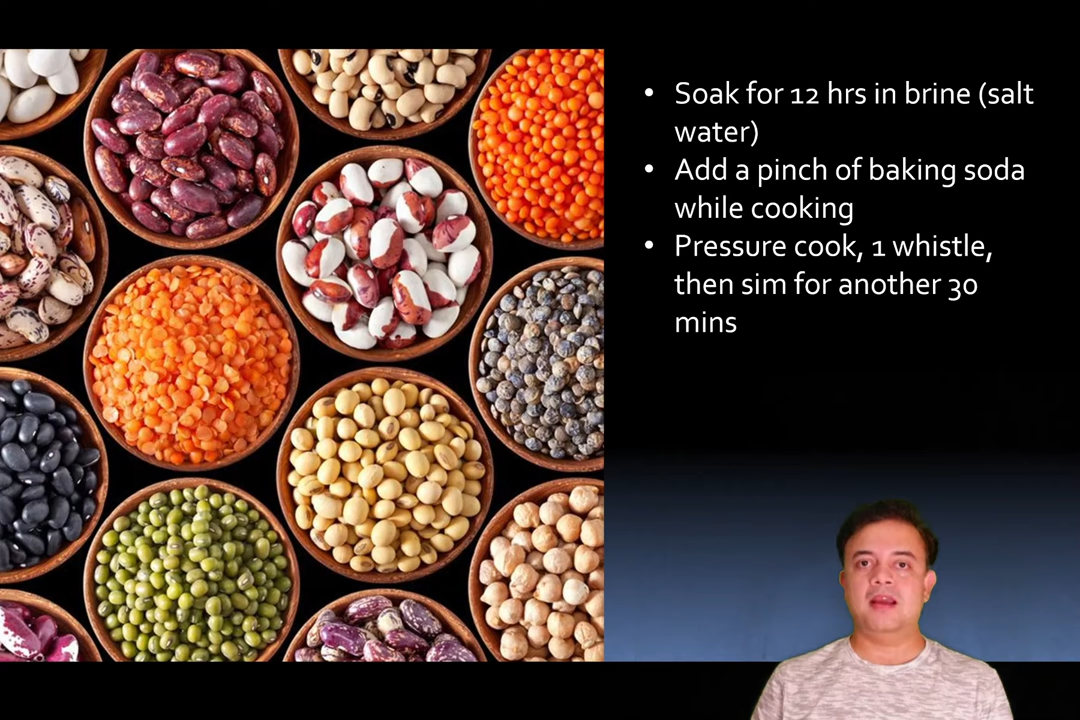 • Soak for 12 hrs in brine (salt
water)
• Add a pinch of baking soda
while cooking
• Pressure cook, 1 whistle,
then sim for another 30
mins